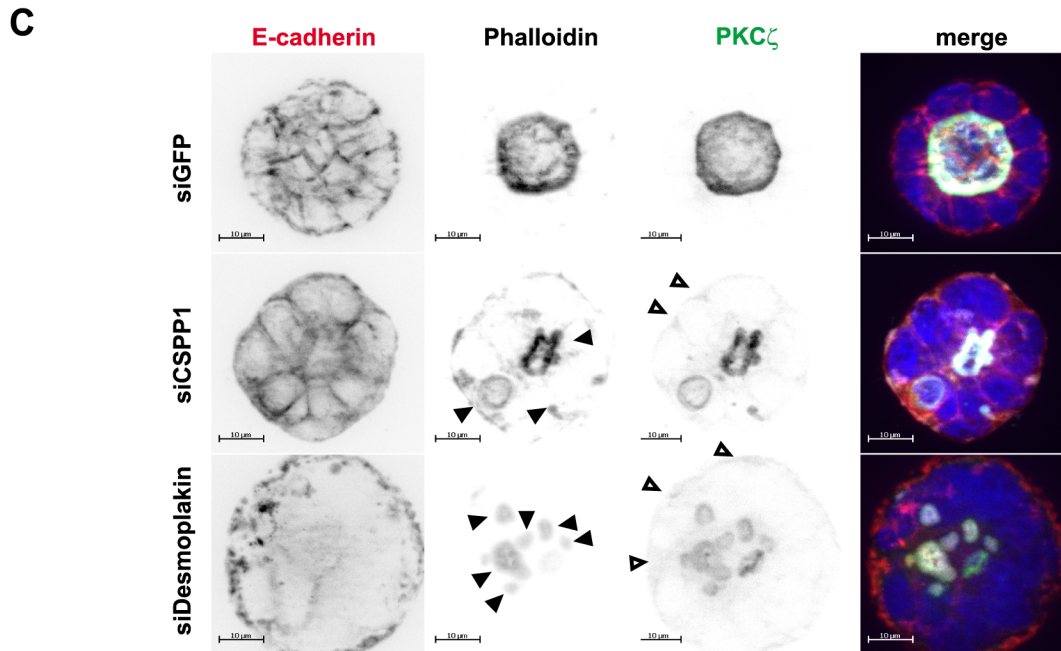 C
E-cadherin Phalloidin PKCζ merge
siGFP
10 µm 10 µm 10 µm 10 µm
siCSPP1
10 µm 10 µm 10 µm 10 µm
siDesmoplakin
10 µm 10 µm 10 µm 10 µm